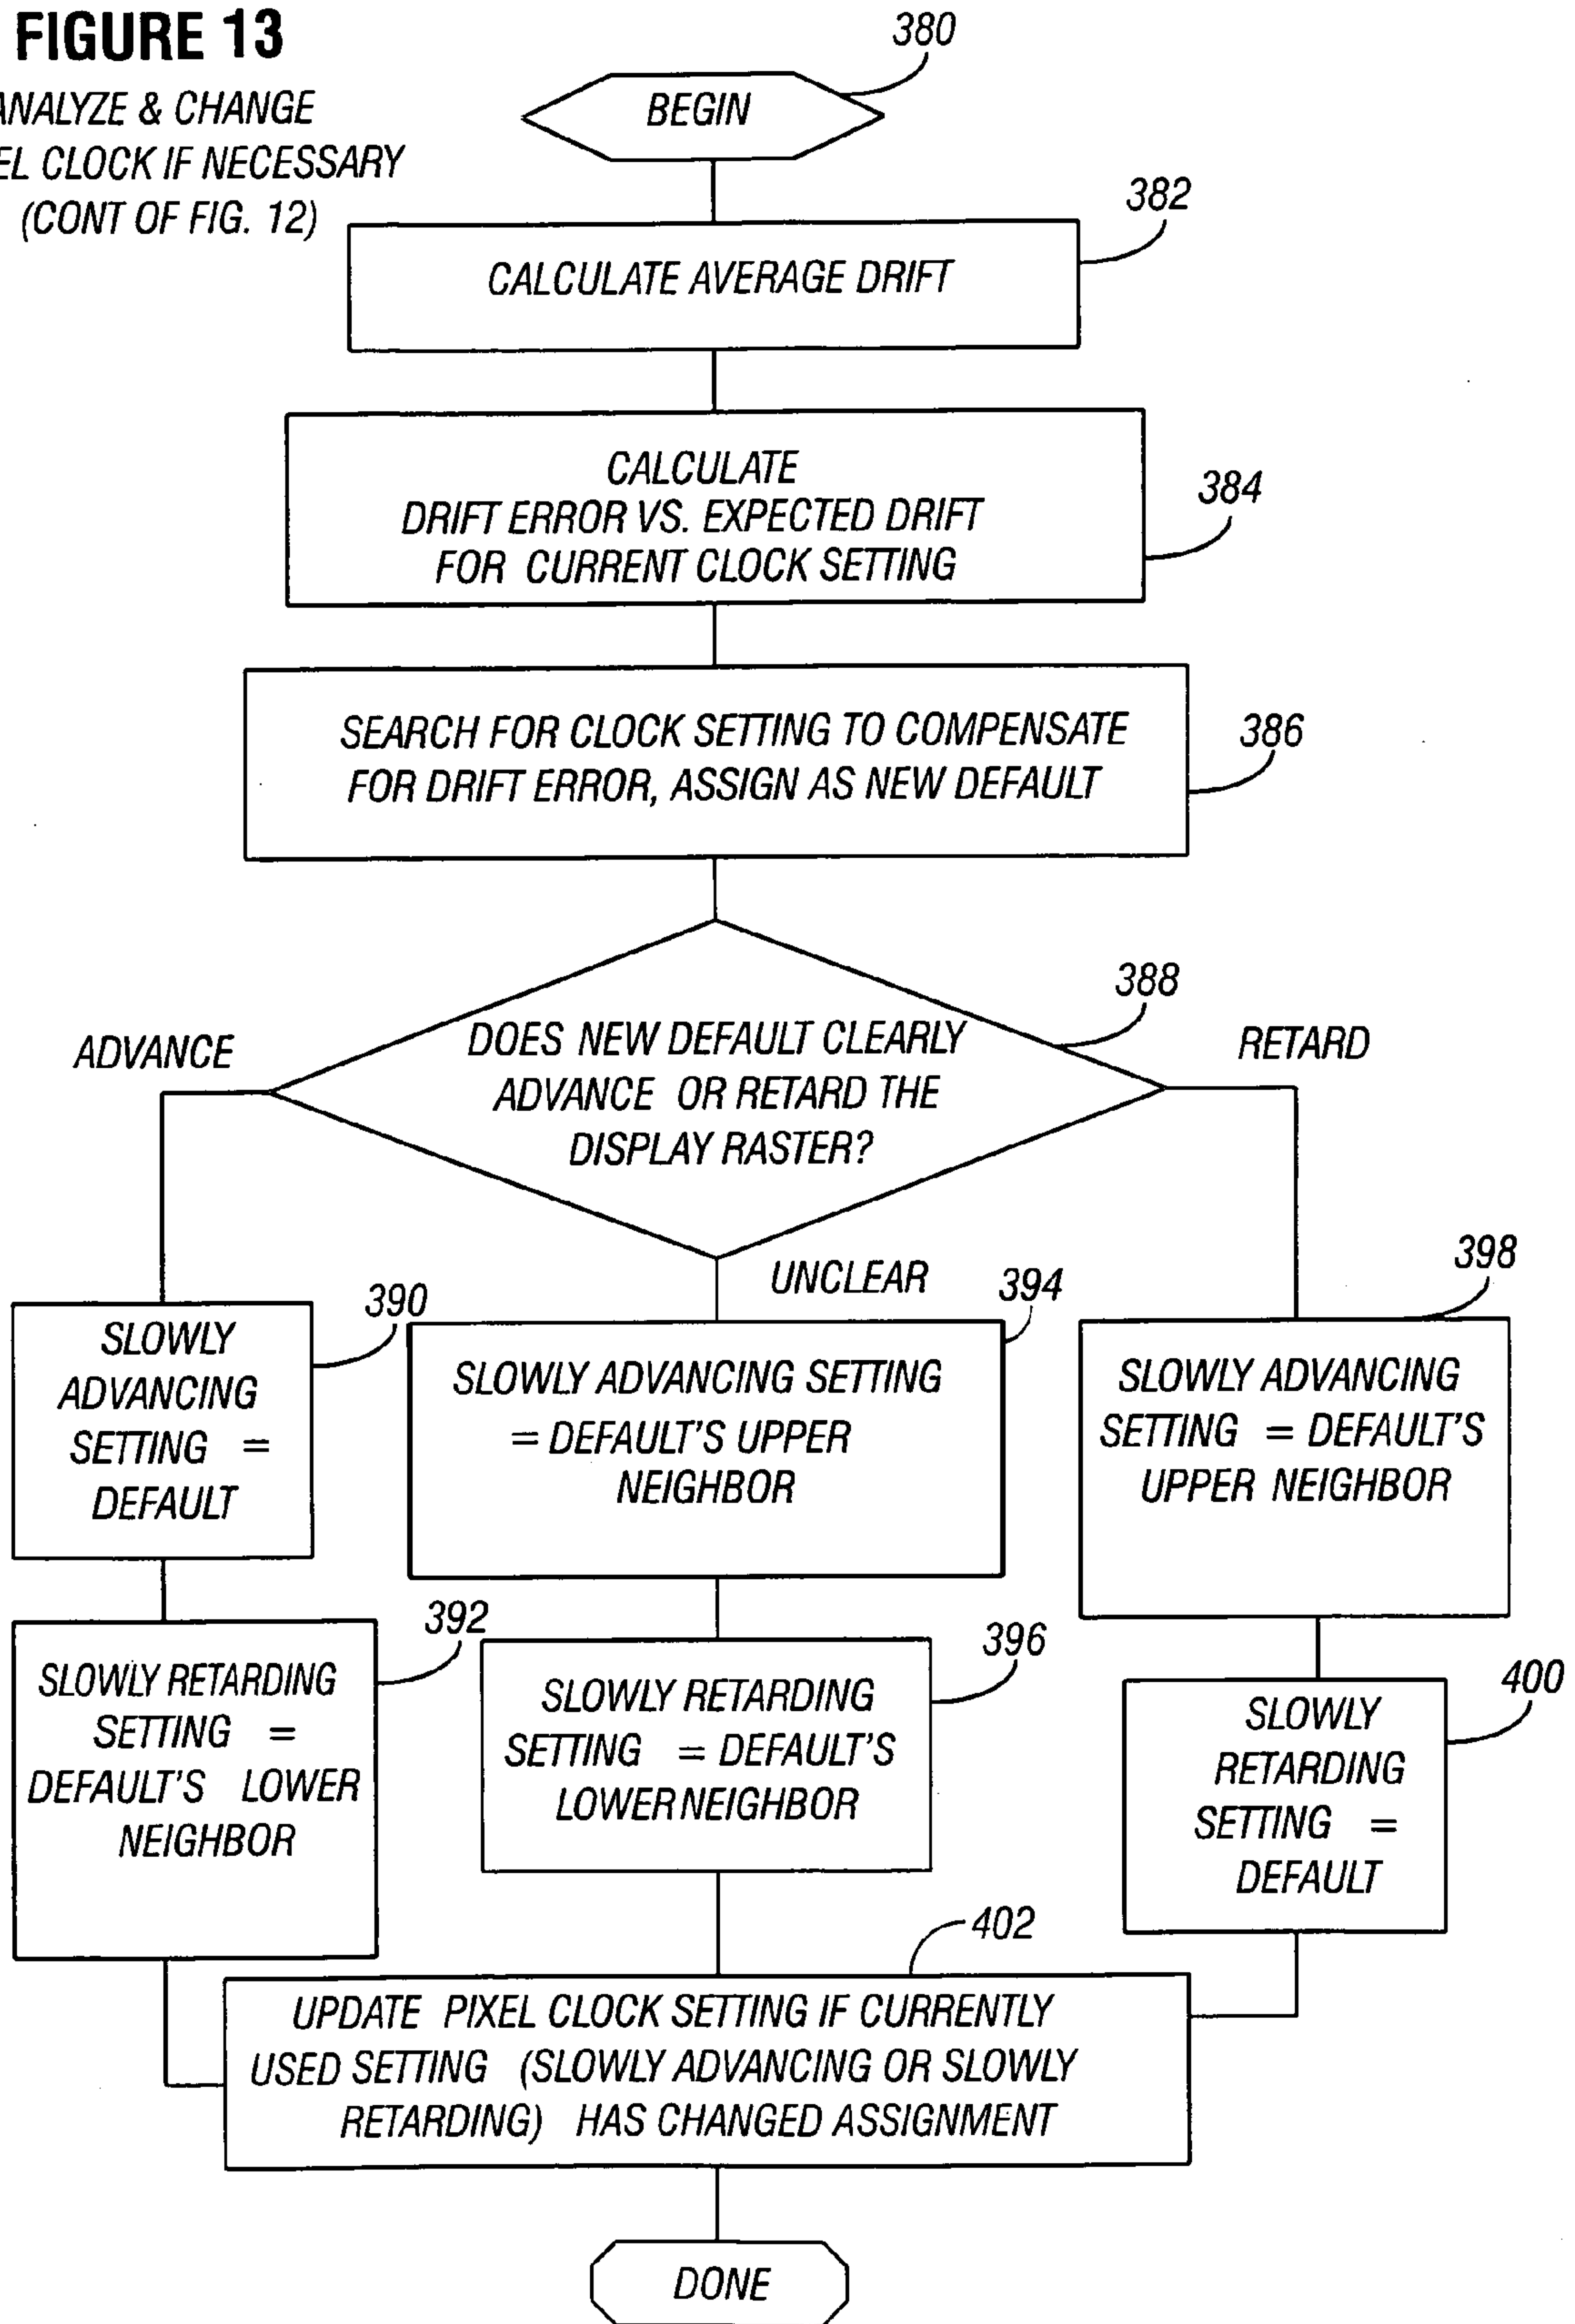 FIGURE 13
ANALYZE & CHANGE
EL CLOCK IF NECESSARY
(CONT OF FIG. 12)
380
BEGIN
382
CALCULATE AVERAGE DRIFT
384
CALCULATE
DRIFT ERROR VS. EXPECTED DRIFT
FOR CURRENT CLOCK SETTING
386
SEARCH FOR CLOCK SETTING TO COMPENSATE
FOR DRIFT ERROR, ASSIGN AS NEW DEFAULT
388
DOES NEW DEFAULT CLEARLY
ADVANCE OR RETARD THE
DISPLAY RASTER?
ADVANCE
RETARD
UNCLEAR
390
SLOWLY
ADVANCING
SETTING =
DEFAULT
392
SLOWLY RETARDING
SETTING =
DEFAULT'S LOWER
NEIGHBOR
394
SLOWLY ADVANCING SETTING
= DEFAULT'S UPPER
NEIGHBOR
396
SLOWLY RETARDING
SETTING = DEFAULT'S
LOWER NEIGHBOR
398
SLOWLY ADVANCING
SETTING = DEFAULT'S
UPPER NEIGHBOR
400
SLOWLY
RETARDING
SETTING =
DEFAULT
402
UPDATE PIXEL CLOCK SETTING IF CURRENTLY
USED SETTING (SLOWLY ADVANCING OR SLOWLY
RETARDING) HAS CHANGED ASSIGNMENT
DONE